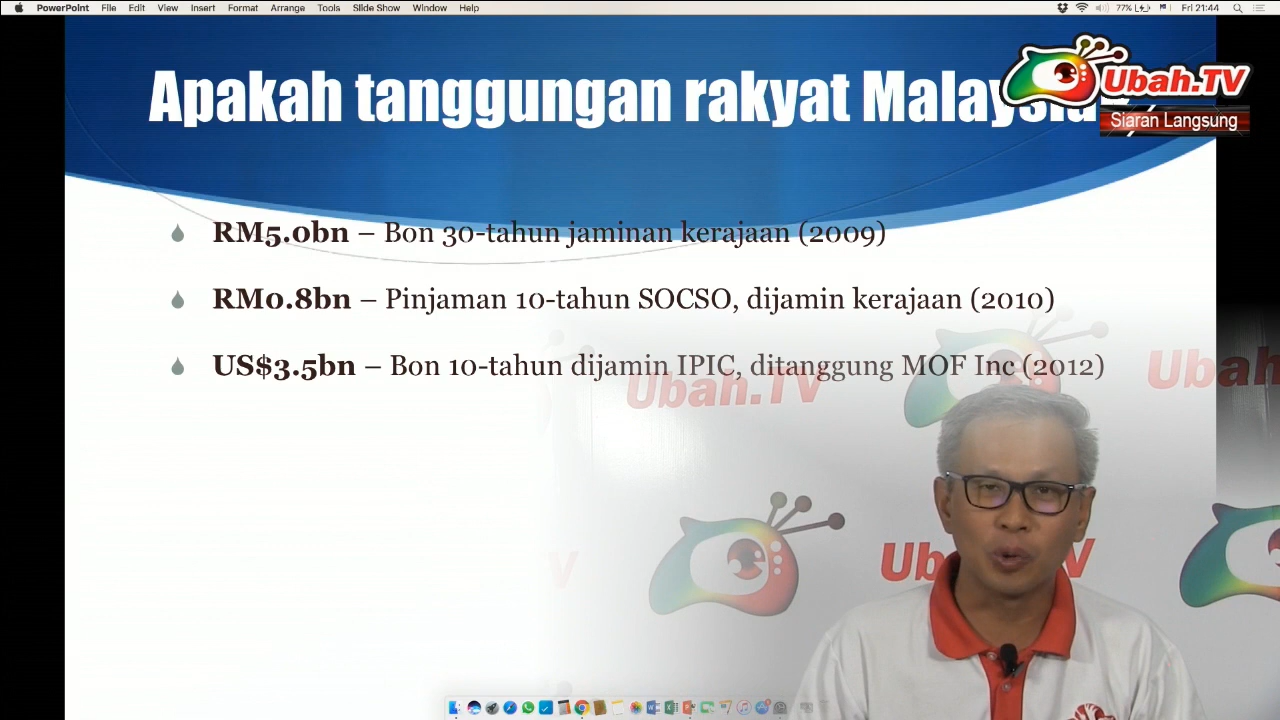 PowerPoint File Edit View Insert Format Arrange Tools Slide Show Window Help 77% Fri 21:44
Apakah tanggungan rakyat Malaysia
Ubah.TV
Siaran Langsung
RM5.0bn – Bon 30-tahun jaminan kerajaan (2009)
RM0.8bn – Pinjaman 10-tahun SOCSO, dijamin kerajaan (2010)
US$3.5bn – Bon 10-tahun dijamin IPIC, ditanggung MOF Inc (2012)
Ubah.TV
Ubah